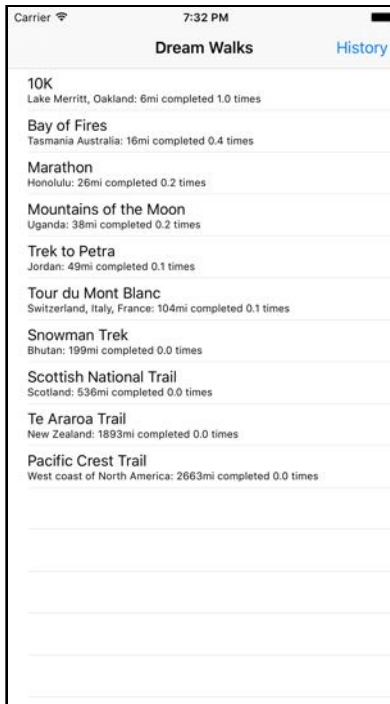 Carrier 7:32 PM
Dream Walks History
10K
Lake Merritt, Oakland: 6mi completed 1.0 times
Bay of Fires
Tasmania Australia: 16mi completed 0.4 times
Marathon
Honolulu: 26mi completed 0.2 times
Mountains of the Moon
Uganda: 38mi completed 0.2 times
Trek to Petra
Jordan: 49mi completed 0.1 times
Tour du Mont Blanc
Switzerland, Italy, France: 104mi completed 0.1 times
Snowman Trek
Bhutan: 199mi completed 0.0 times
Scottish National Trail
Scotland: 536mi completed 0.0 times
Te Araroa Trail
New Zealand: 1893mi completed 0.0 times
Pacific Crest Trail
West coast of North America: 2663mi completed 0.0 times